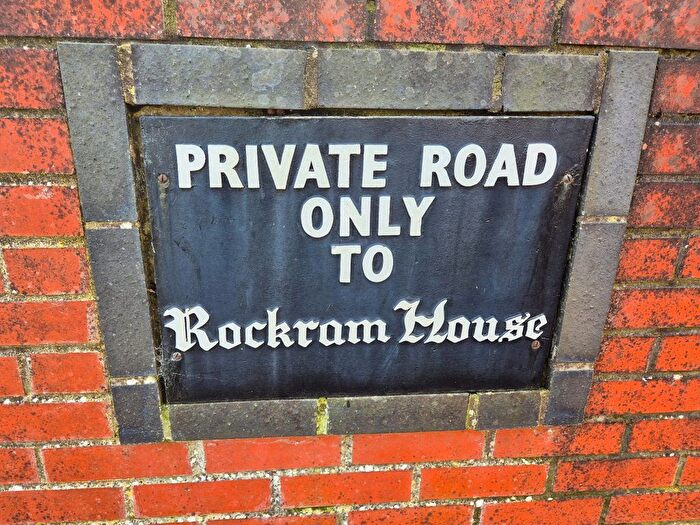 PRIVATE ROAD
ONLY
TO
Rockram House